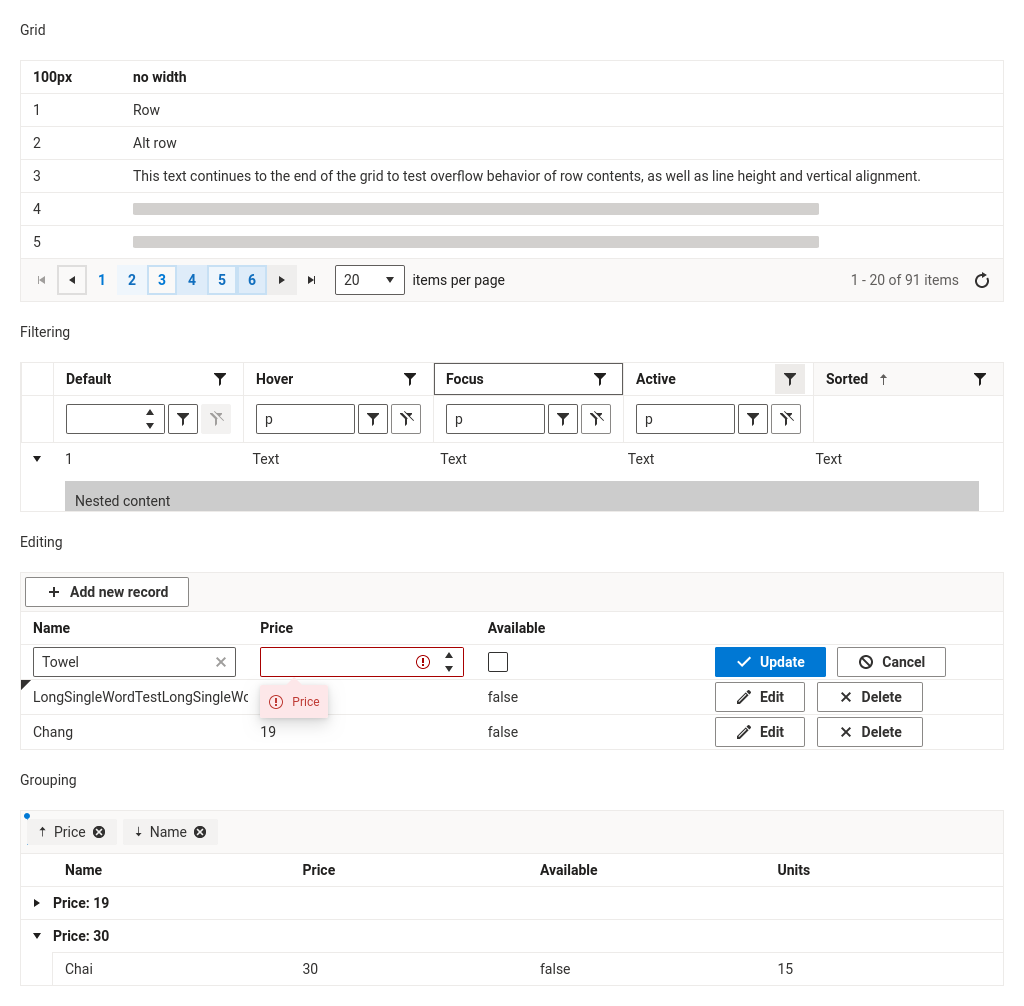 Grid
100px no width
1 Row
2 Alt row
3 This text continues to the end of the grid to test overflow behavior of row contents, as well as line height and vertical alignment.
4
5
1 2 3 4 5 6 20 items per page 1 - 20 of 91 items
Filtering
Default Hover Focus Active Sorted
p p p
1 Text Text Text Text
Nested content
Editing
Add new record
Name Price Available
Towel Update Cancel
LongSingleWordTestLongSingleWo false Edit Delete
Price
Chang 19 false Edit Delete
Grouping
Price Name
Name Price Available Units
Price: 19
Price: 30
Chai 30 false 15